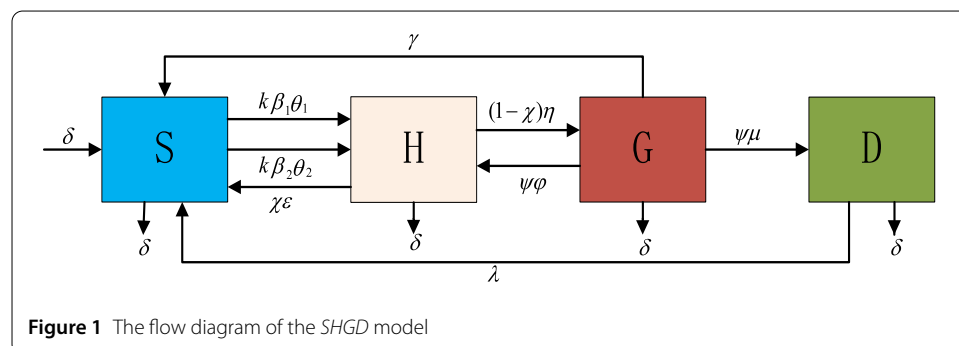 γ
kβ₁θ₁
(1-χ)η
δ
S
H
G
ψμ
D
kβ₂θ₂
ψφ
χε
δ
δ
δ
δ
λ
Figure 1 The flow diagram of the SHGD model